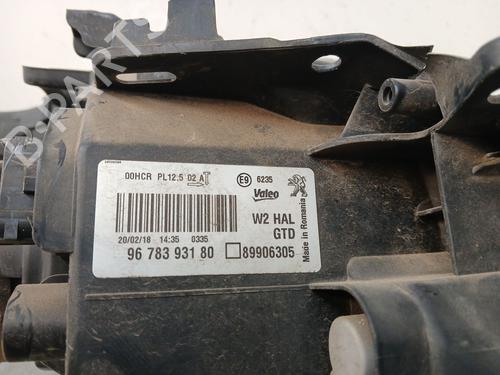 00HCR PL12.5 02 A
E9 6235
Valeo
W2 HAL
GTD
Made in Romania
20/02/18 14:35 0335
96 783 931 80
89906305
B-PARTS